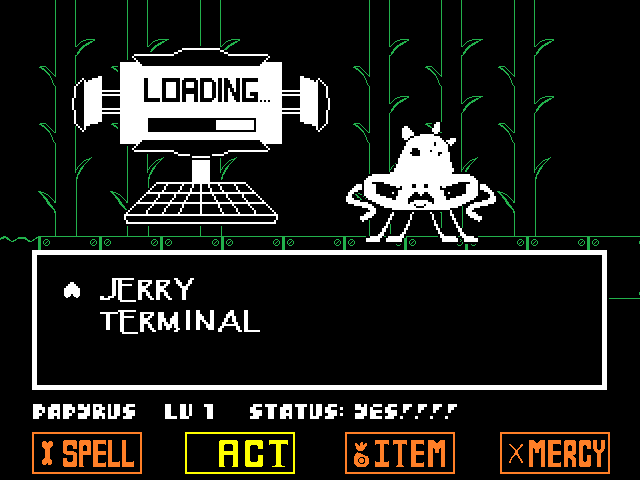 LOADING...
JERRY
TERMINAL
PAPYRUS LV 1 STATUS: YES!!!!
SPELL ACT ITEM MERCY